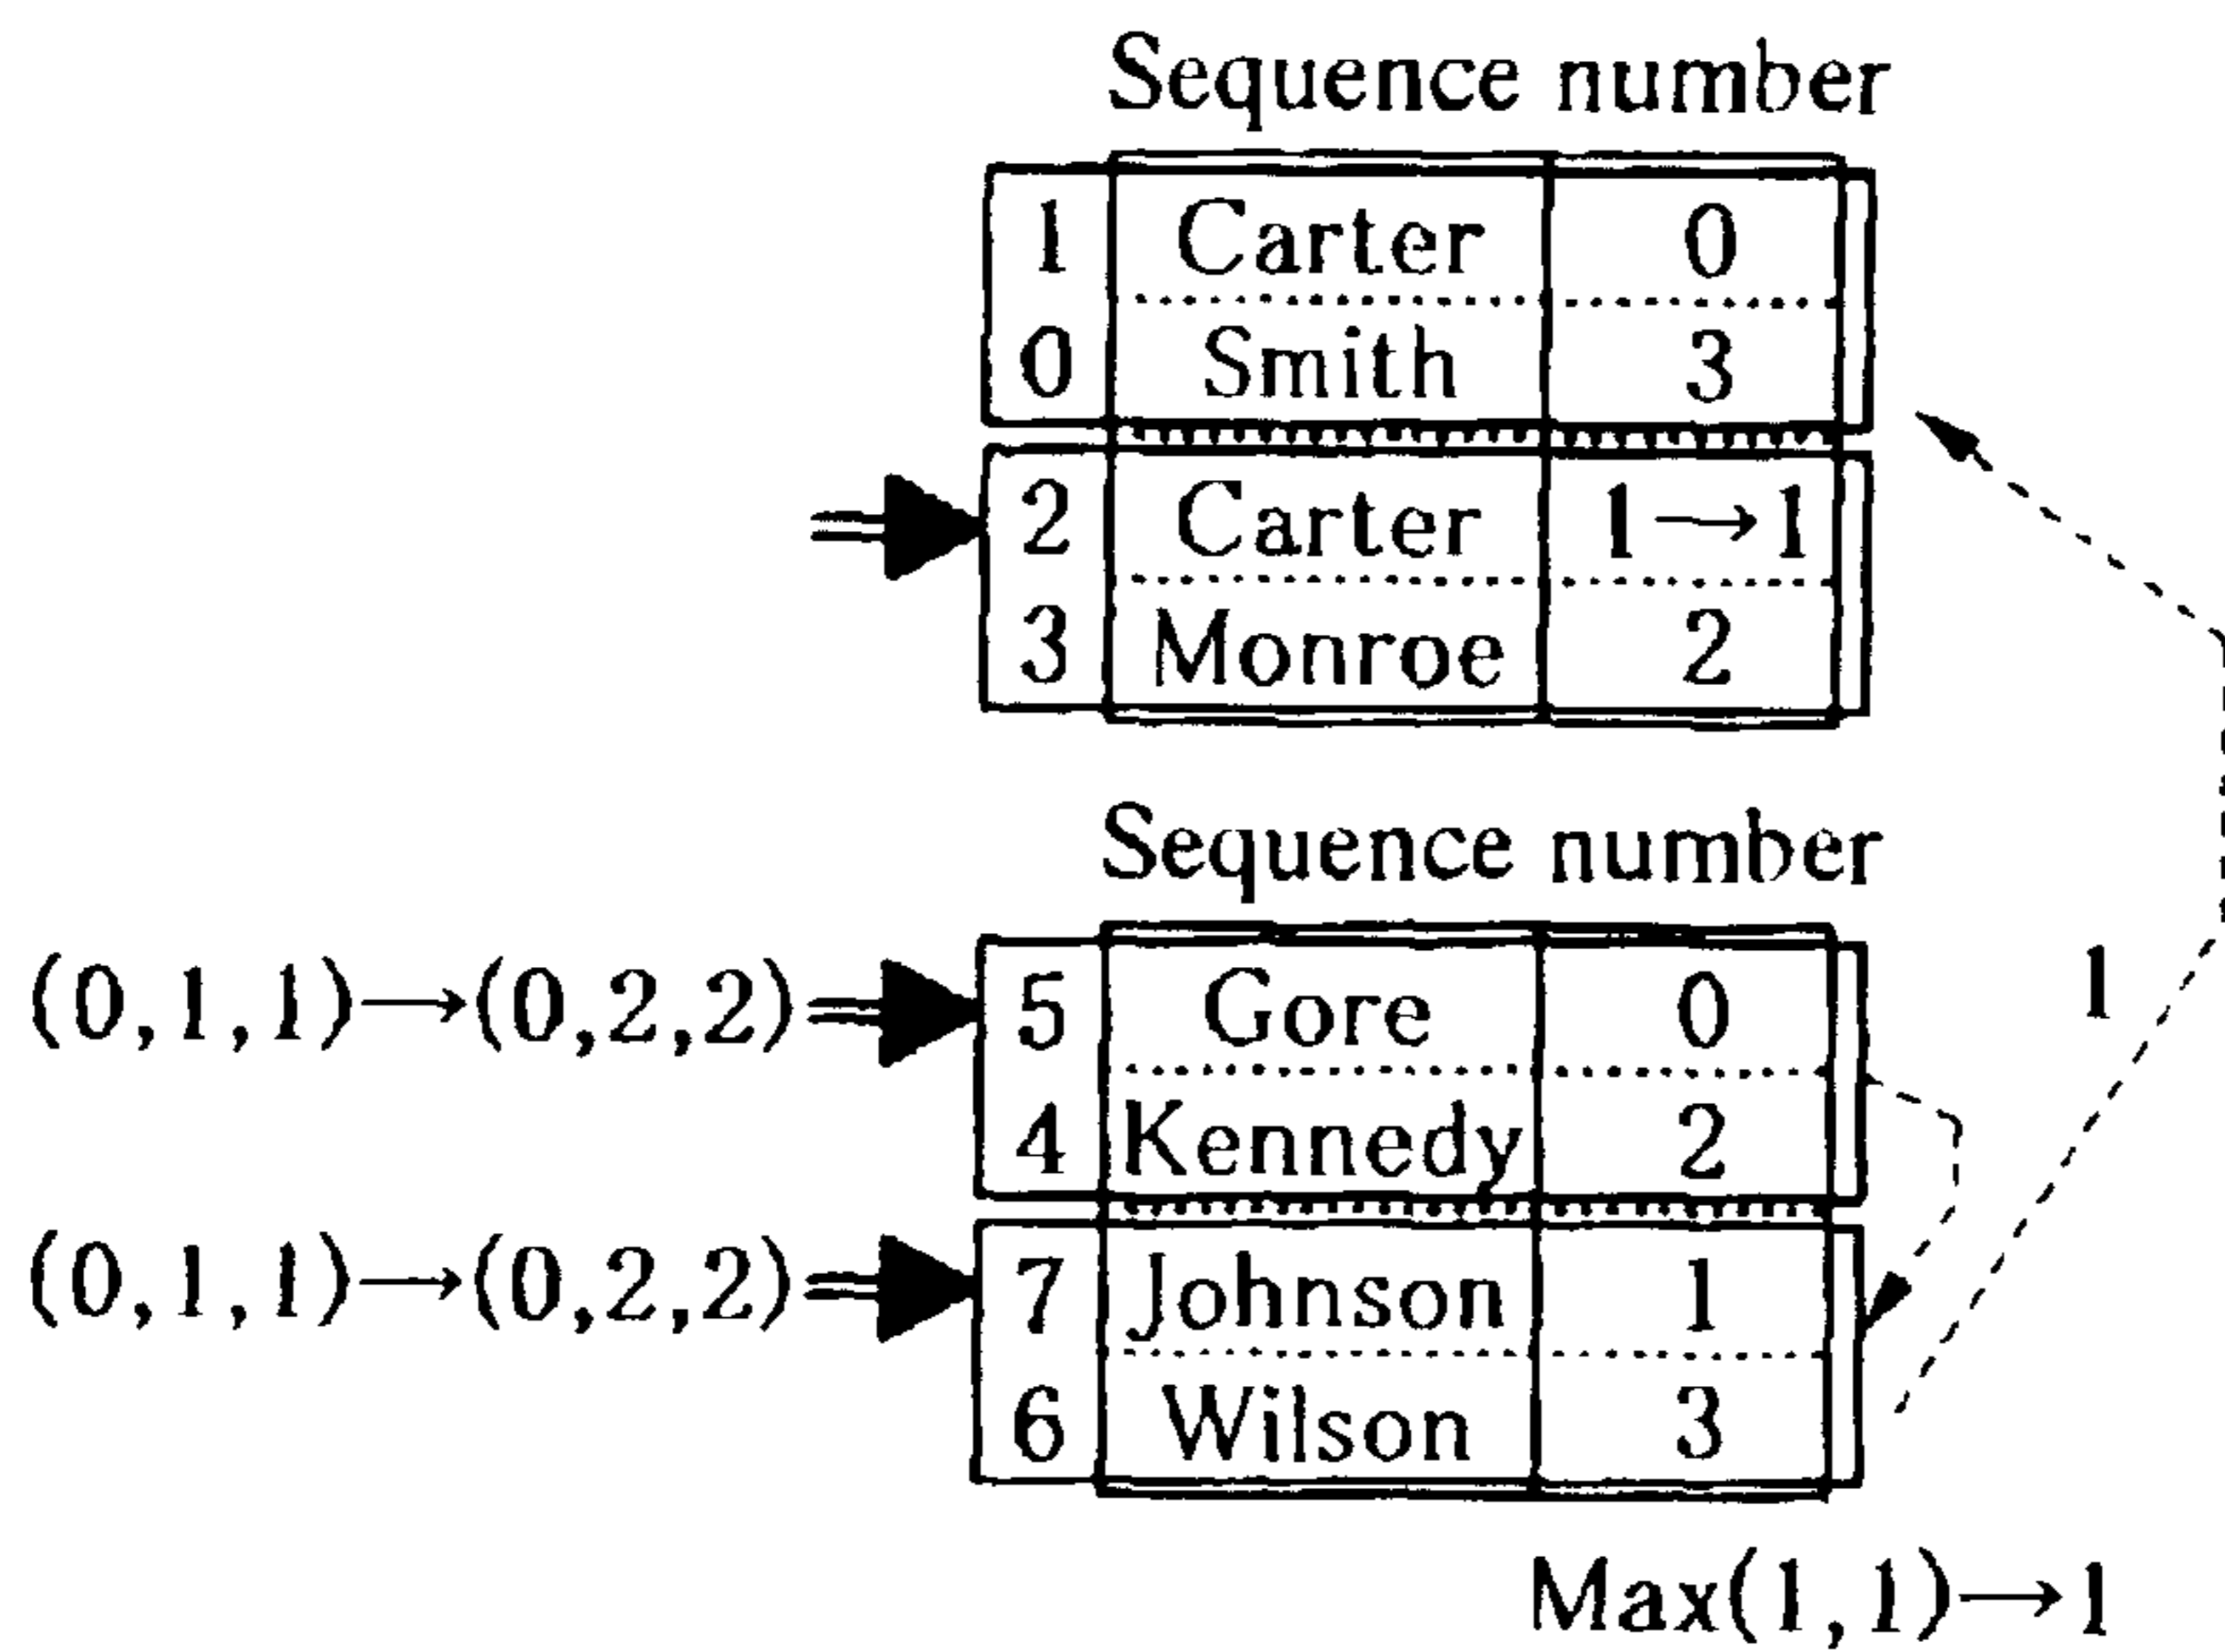 Sequence number
1 Carter 0
0 Smith 3
2 Carter 1→1
3 Monroe 2
Sequence number
(0,1,1)→(0,2,2) 5 Gore 0
1
4 Kennedy 2
(0,1,1)→(0,2,2) 7 Johnson 1
6 Wilson 3
Max(1,1)→1